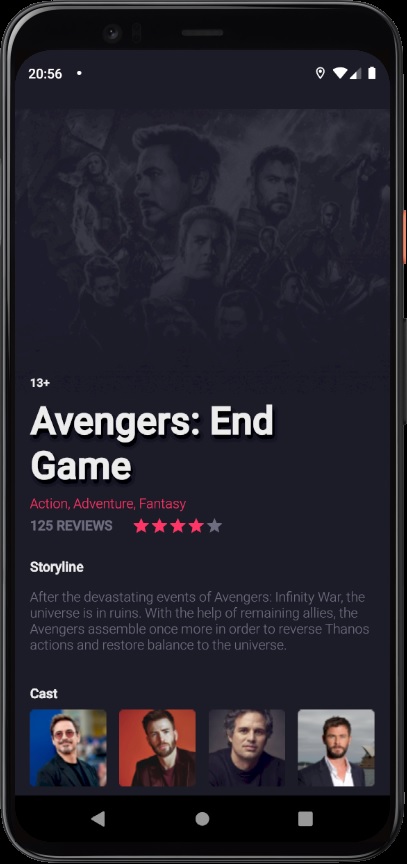 20:56
13+
Avengers: End
Game
Action, Adventure, Fantasy
125 REVIEWS
Storyline
After the devastating events of Avengers: Infinity War, the
universe is in ruins. With the help of remaining allies, the
Avengers assemble once more in order to reverse Thanos
actions and restore balance to the universe.
Cast